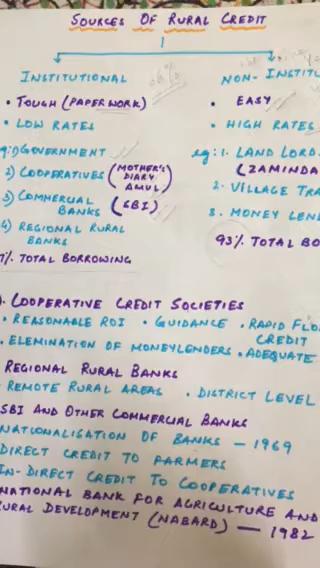 SOURCES OF RURAL CREDIT
INSTITUTIONAL
• TOUGH (PAPER WORK)
• LOW RATES
eg:1) GOVERNMENT
2) COOPERATIVES (MOTHER'S DIARY AMUL)
3) COMMERCUAL BANKS (SBI)
4) REGIONAL RURAL BANKS
7% TOTAL BORROWING
NON-INSTITU
• EASY
• HIGH RATES
eg: 1. LAND LORD
(ZAMINDA
2. VILLAGE TRA
3. MONEY LEN
93% TOTAL BO
. COOPERATIVE CREDIT SOCIETIES
• REASONABLE ROI • GUIDANCE • RAPID FLO
CREDIT
• ELEMINATION OF MONEYLENDERS • ADEQUATE
REGIONAL RURAL BANKS
REMOTE RURAL AREAS • DISTRICT LEVEL
SBI AND OTHER COMMERCUAL BANKS
NATIONALISATION OF BANKS — 1969
DIRECT CREDIT TO FARMERS
IN-DIRECT CREDIT TO COOPERATIVES
NATIONAL BANK FOR AGRICULTURE AND
RURAL DEVELOPMENT (NABARD) — 1982